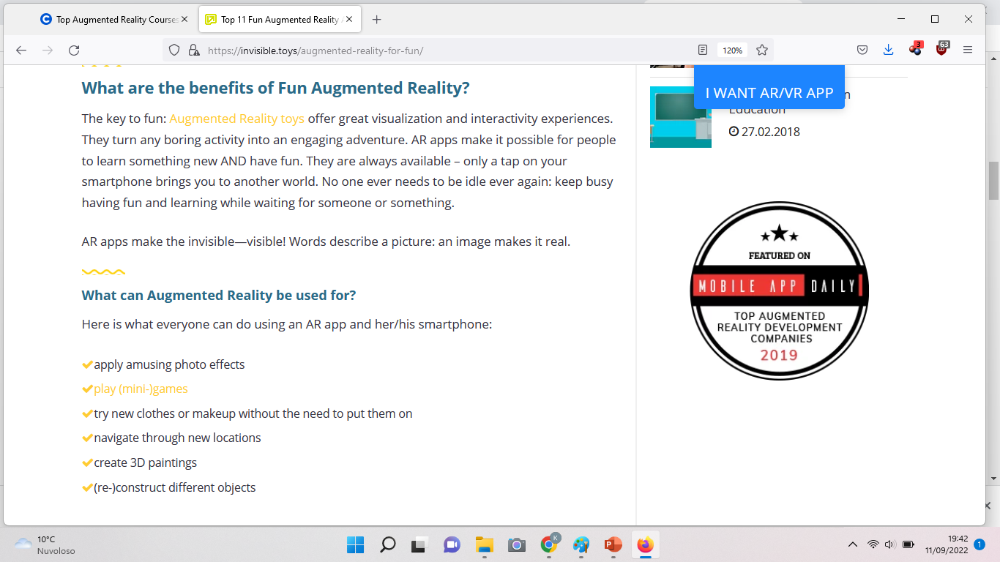 Top Augmented Reality Courses
Top 11 Fun Augmented Reality
https://invisible.toys/augmented-reality-for-fun/
120%
3
63
What are the benefits of Fun Augmented Reality?
The key to fun: Augmented Reality toys offer great visualization and interactivity experiences.
They turn any boring activity into an engaging adventure. AR apps make it possible for people
to learn something new AND have fun. They are always available – only a tap on your
smartphone brings you to another world. No one ever needs to be idle ever again: keep busy
having fun and learning while waiting for someone or something.
AR apps make the invisible—visible! Words describe a picture: an image makes it real.
What can Augmented Reality be used for?
Here is what everyone can do using an AR app and her/his smartphone:
apply amusing photo effects
play (mini-)games
try new clothes or makeup without the need to put them on
navigate through new locations
create 3D paintings
(re-)construct different objects
I WANT AR/VR APP
Education
27.02.2018
FEATURED ON
MOBILE APP DAILY
TOP AUGMENTED
REALITY DEVELOPMENT
COMPANIES
2019
10°C
Nuvoloso
K
19:42
11/09/2022
1